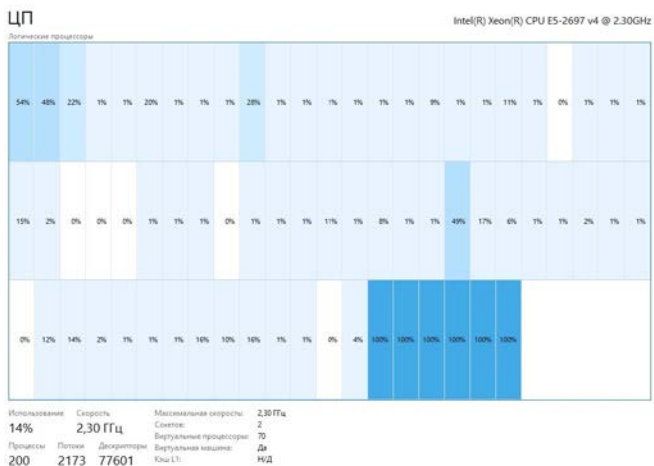 ЦП
Intel(R) Xeon(R) CPU E5-2697 v4 @ 2.30GHz
Логические процессоры
54% 48% 22% 1% 1% 20% 1% 1% 1% 28% 1% 1% 1% 1% 1% 1% 9% 1% 1% 11% 1% 0% 1% 1% 1%
15% 2% 0% 0% 0% 1% 1% 1% 0% 1% 1% 1% 11% 1% 8% 1% 1% 49% 17% 6% 1% 1% 2% 1% 1%
0% 12% 14% 2% 1% 1% 1% 16% 10% 16% 1% 1% 0% 4% 100% 100% 100% 100% 100% 100%
Использование Скорость Максимальная скорость: 2,30 ГГц
14% 2,30 ГГц Сокетов: 2
Виртуальные процессоры: 70
Процессы Потоки Дескрипторы Виртуальная машина: Да
200 2173 77601 Кэш L1: Н/Д